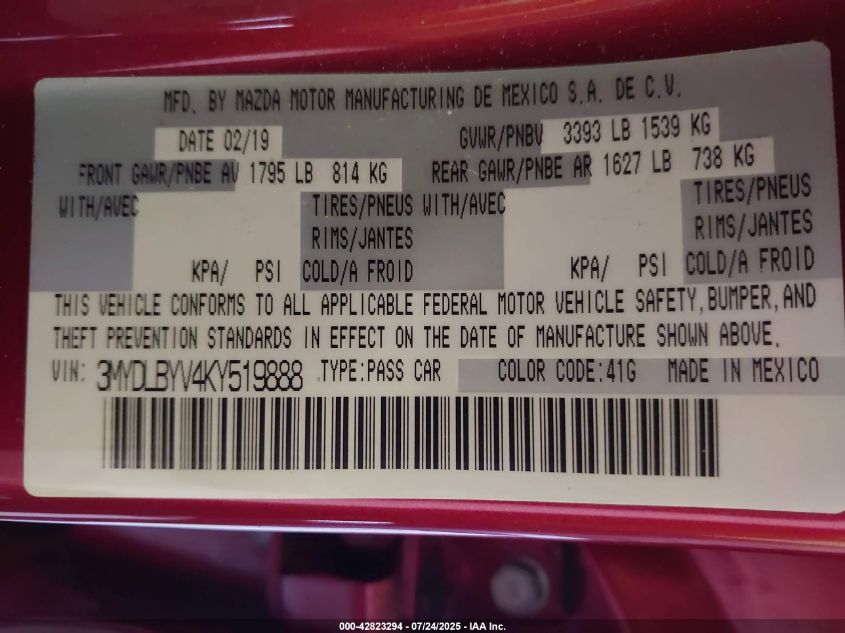 MFD. BY MAZDA MOTOR MANUFACTURING DE MEXICO S.A. DE C.V.
DATE 02/19 GVWR/PNBV 3393 LB 1539 KG
FRONT GAWR/PNBE AV 1795 LB 814 KG REAR GAWR/PNBE AR 1627 LB 738 KG
WITH/AVEC TIRES/PNEUS WITH/AVEC TIRES/PNEUS
RIMS/JANTES RIMS/JANTES
KPA/ PSI COLD/A FROID KPA/ PSI COLD/A FROID
THIS VEHICLE CONFORMS TO ALL APPLICABLE FEDERAL MOTOR VEHICLE SAFETY, BUMPER, AND
THEFT PREVENTION STANDARDS IN EFFECT ON THE DATE OF MANUFACTURE SHOWN ABOVE.
VIN: 3MYDLBYV4KY519888 TYPE:PASS CAR COLOR CODE:41G MADE IN MEXICO
000-42823294 - 07/24/2025 - IAA Inc.